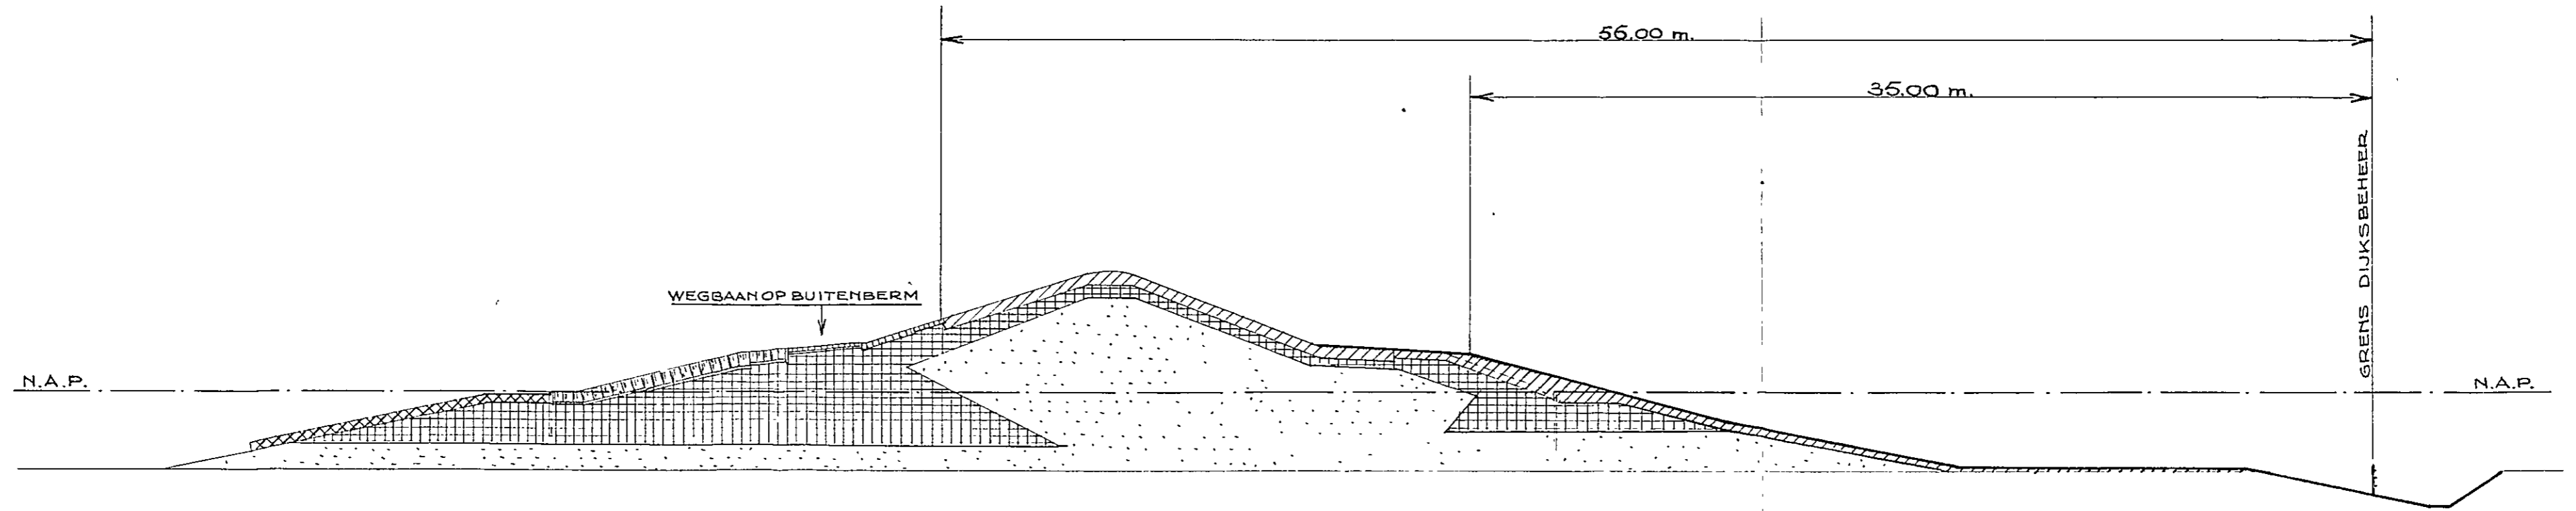 56.00 m.
35.00 m.
GRENS DIJKSBEHEER
WEGBAAN OP BUITENBERM
N.A.P.
N.A.P.